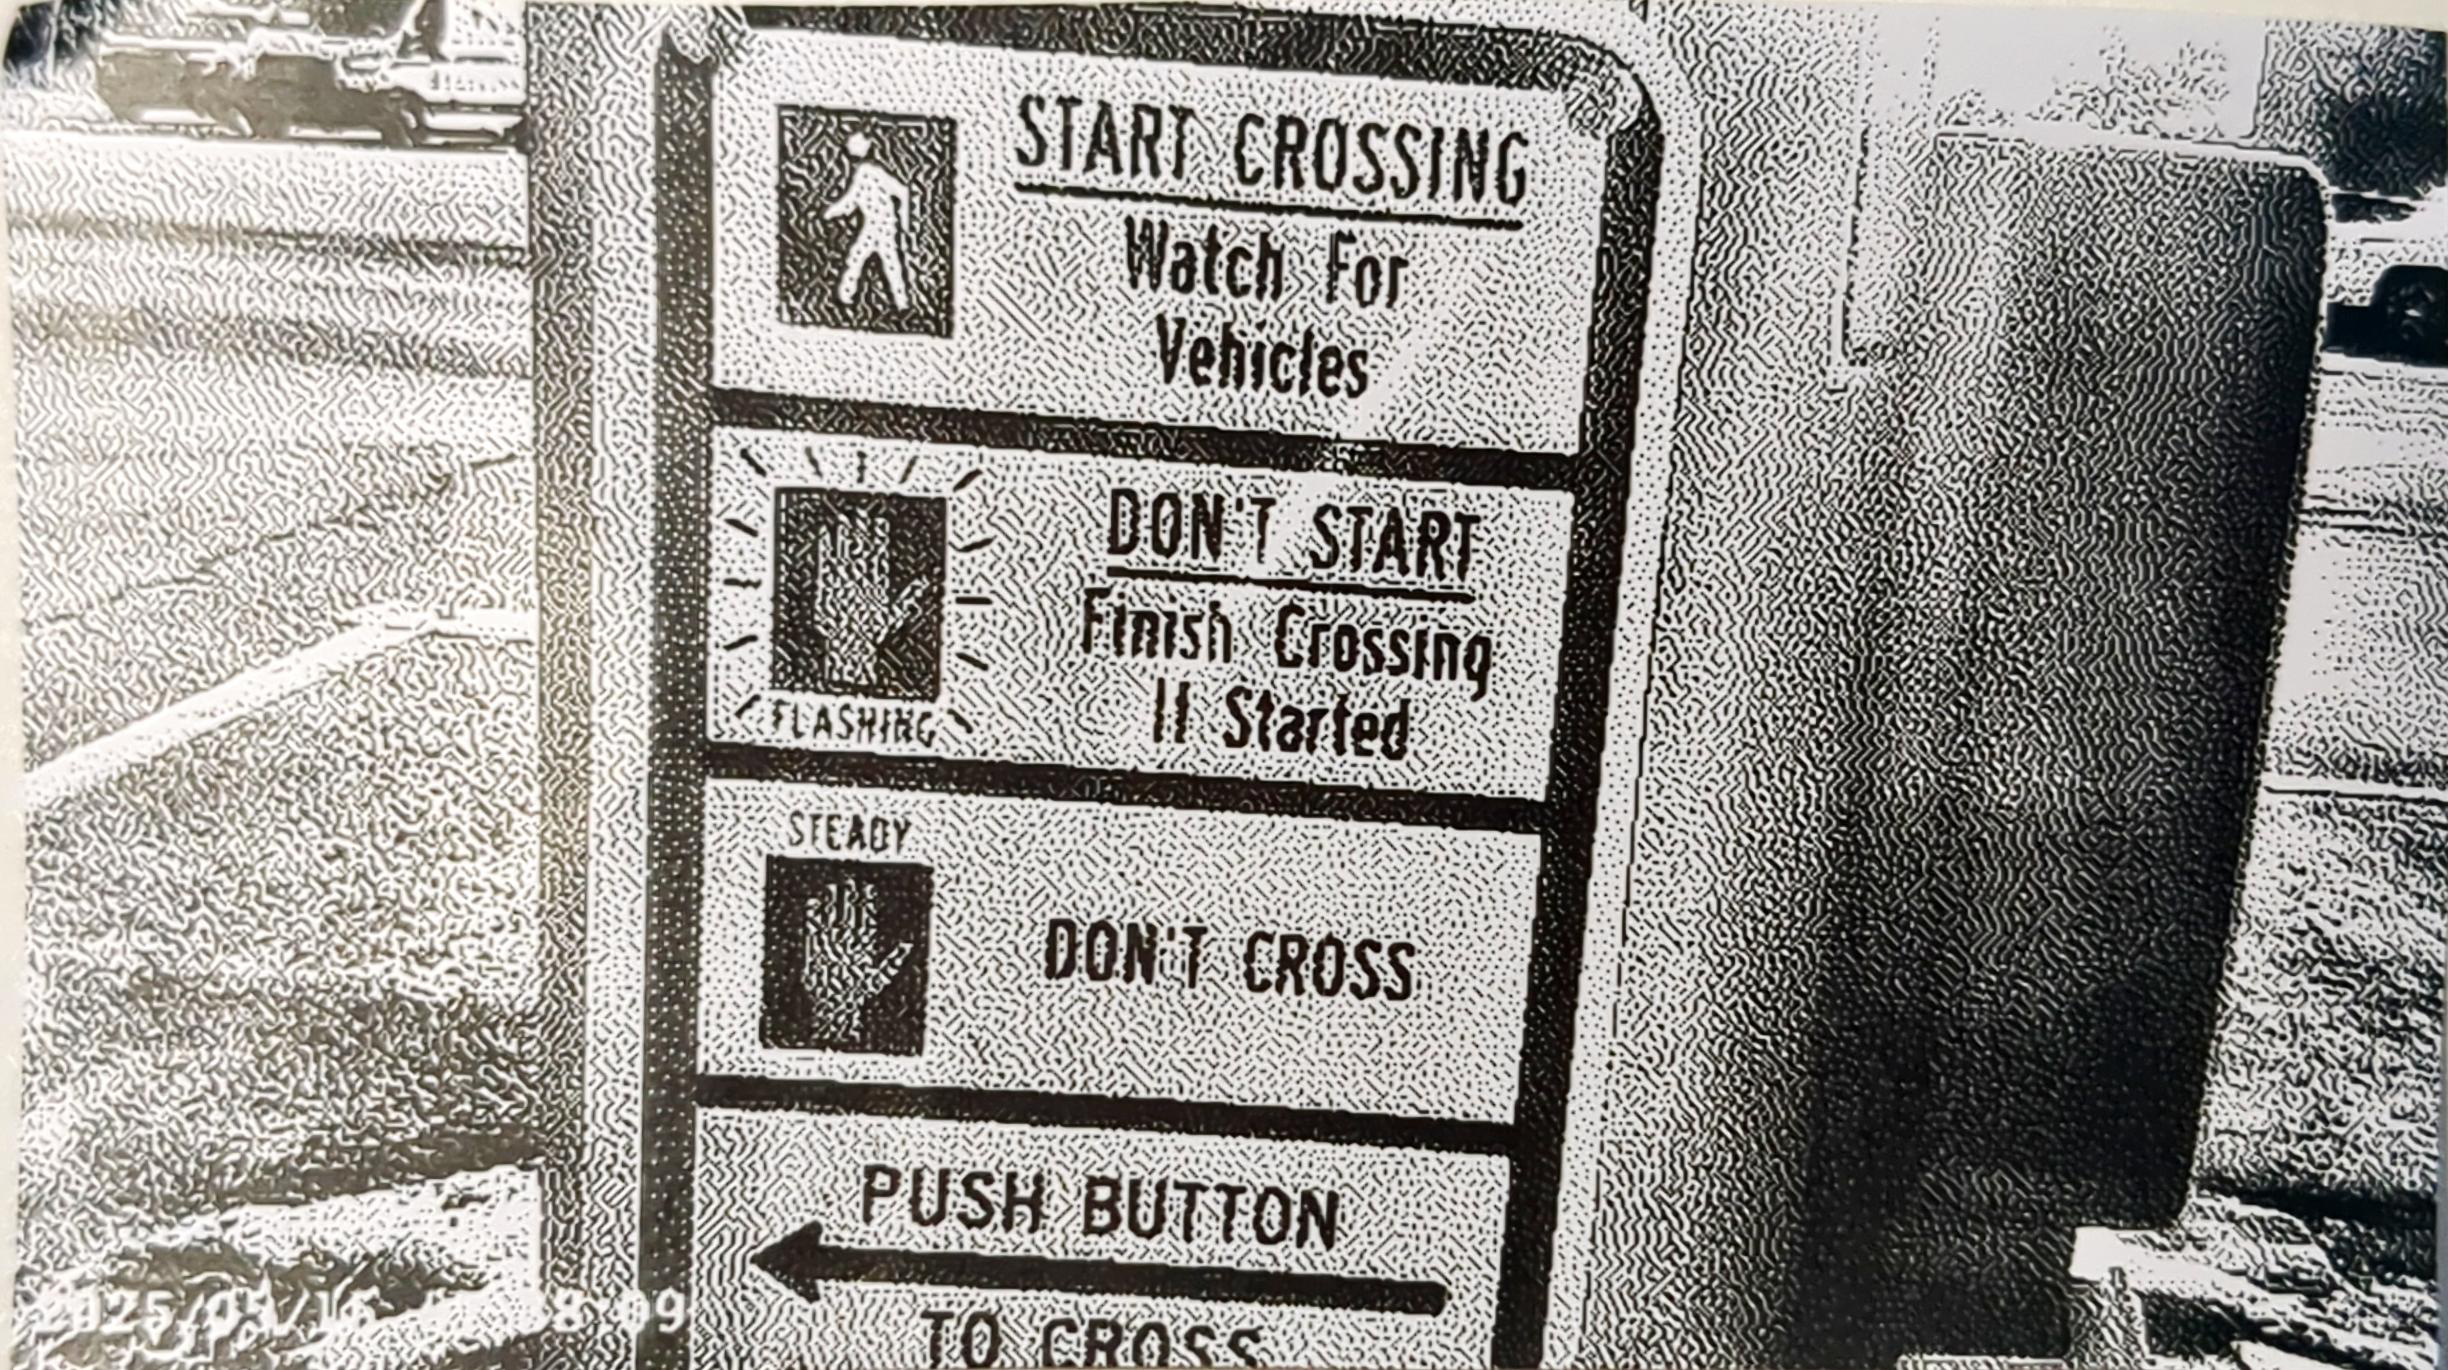 START CROSSING
Watch For
Vehicles
DON'T START
Finish Crossing
If Started
FLASHING
STEADY
DON'T CROSS
PUSH BUTTON
TO CROSS